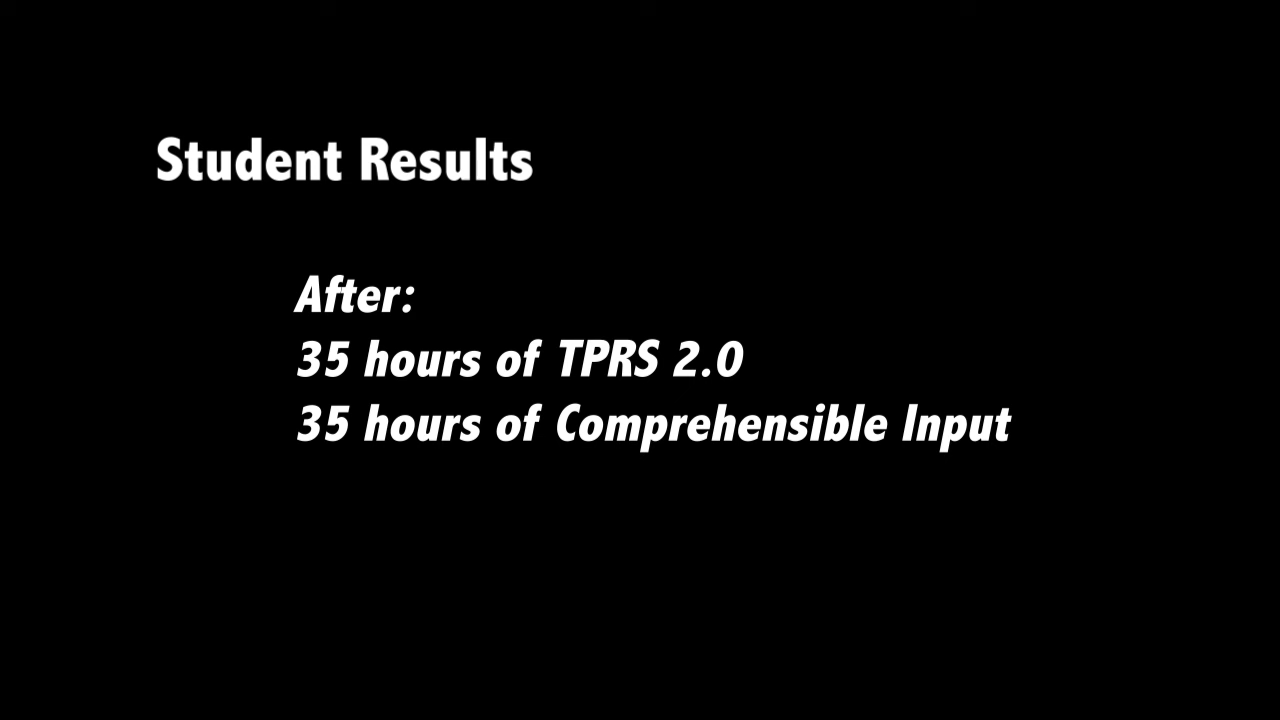 Student Results
After:
35 hours of TPRS 2.0
35 hours of Comprehensible Input